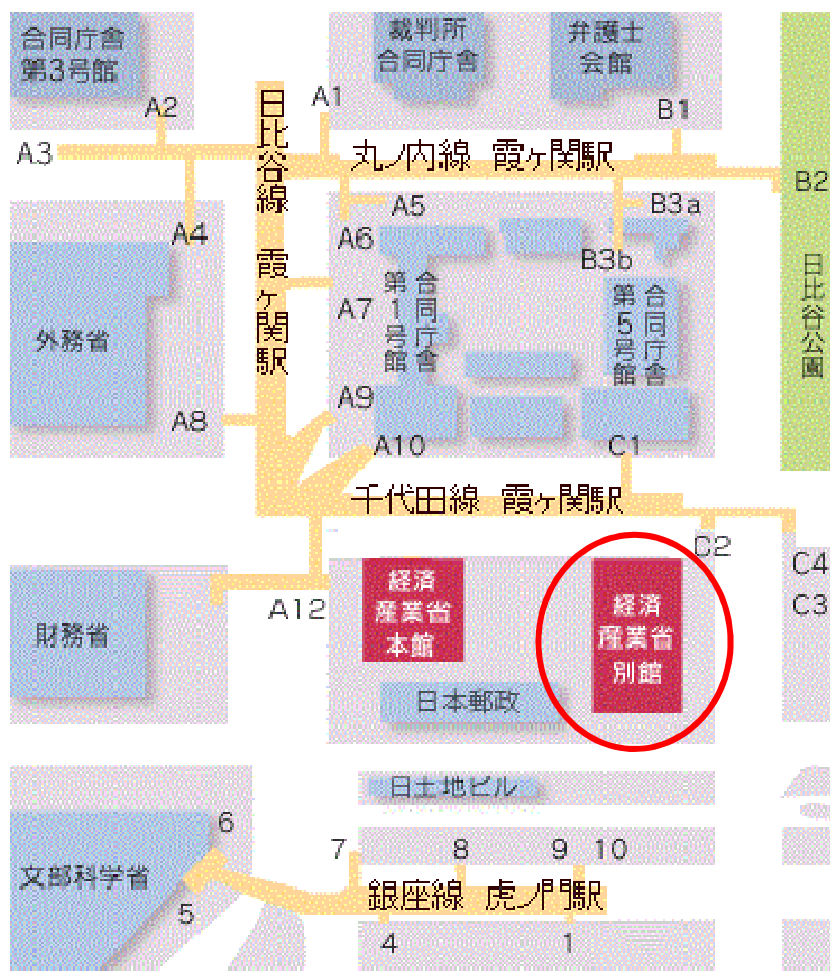 合同庁舎
第3号館
裁判所
合同庁舎
弁護士
会館
A2
日比谷線 霞ヶ関駅
A1
B1
A3
丸ノ内線 霞ヶ関駅
B2
A5
B3a
A4
A6
B3b
外務省
A7
合同庁舎
第1号館
合同庁舎
第5号館
日比谷公園
A8
A9
A10
C1
千代田線 霞ヶ関駅
C2
C4
C3
A12
財務省
経済
産業省
本館
経済
産業省
別館
日本郵政
日土地ビル
文部科学省
6
5
7
8
9
10
銀座線 虎ノ門駅
4
1